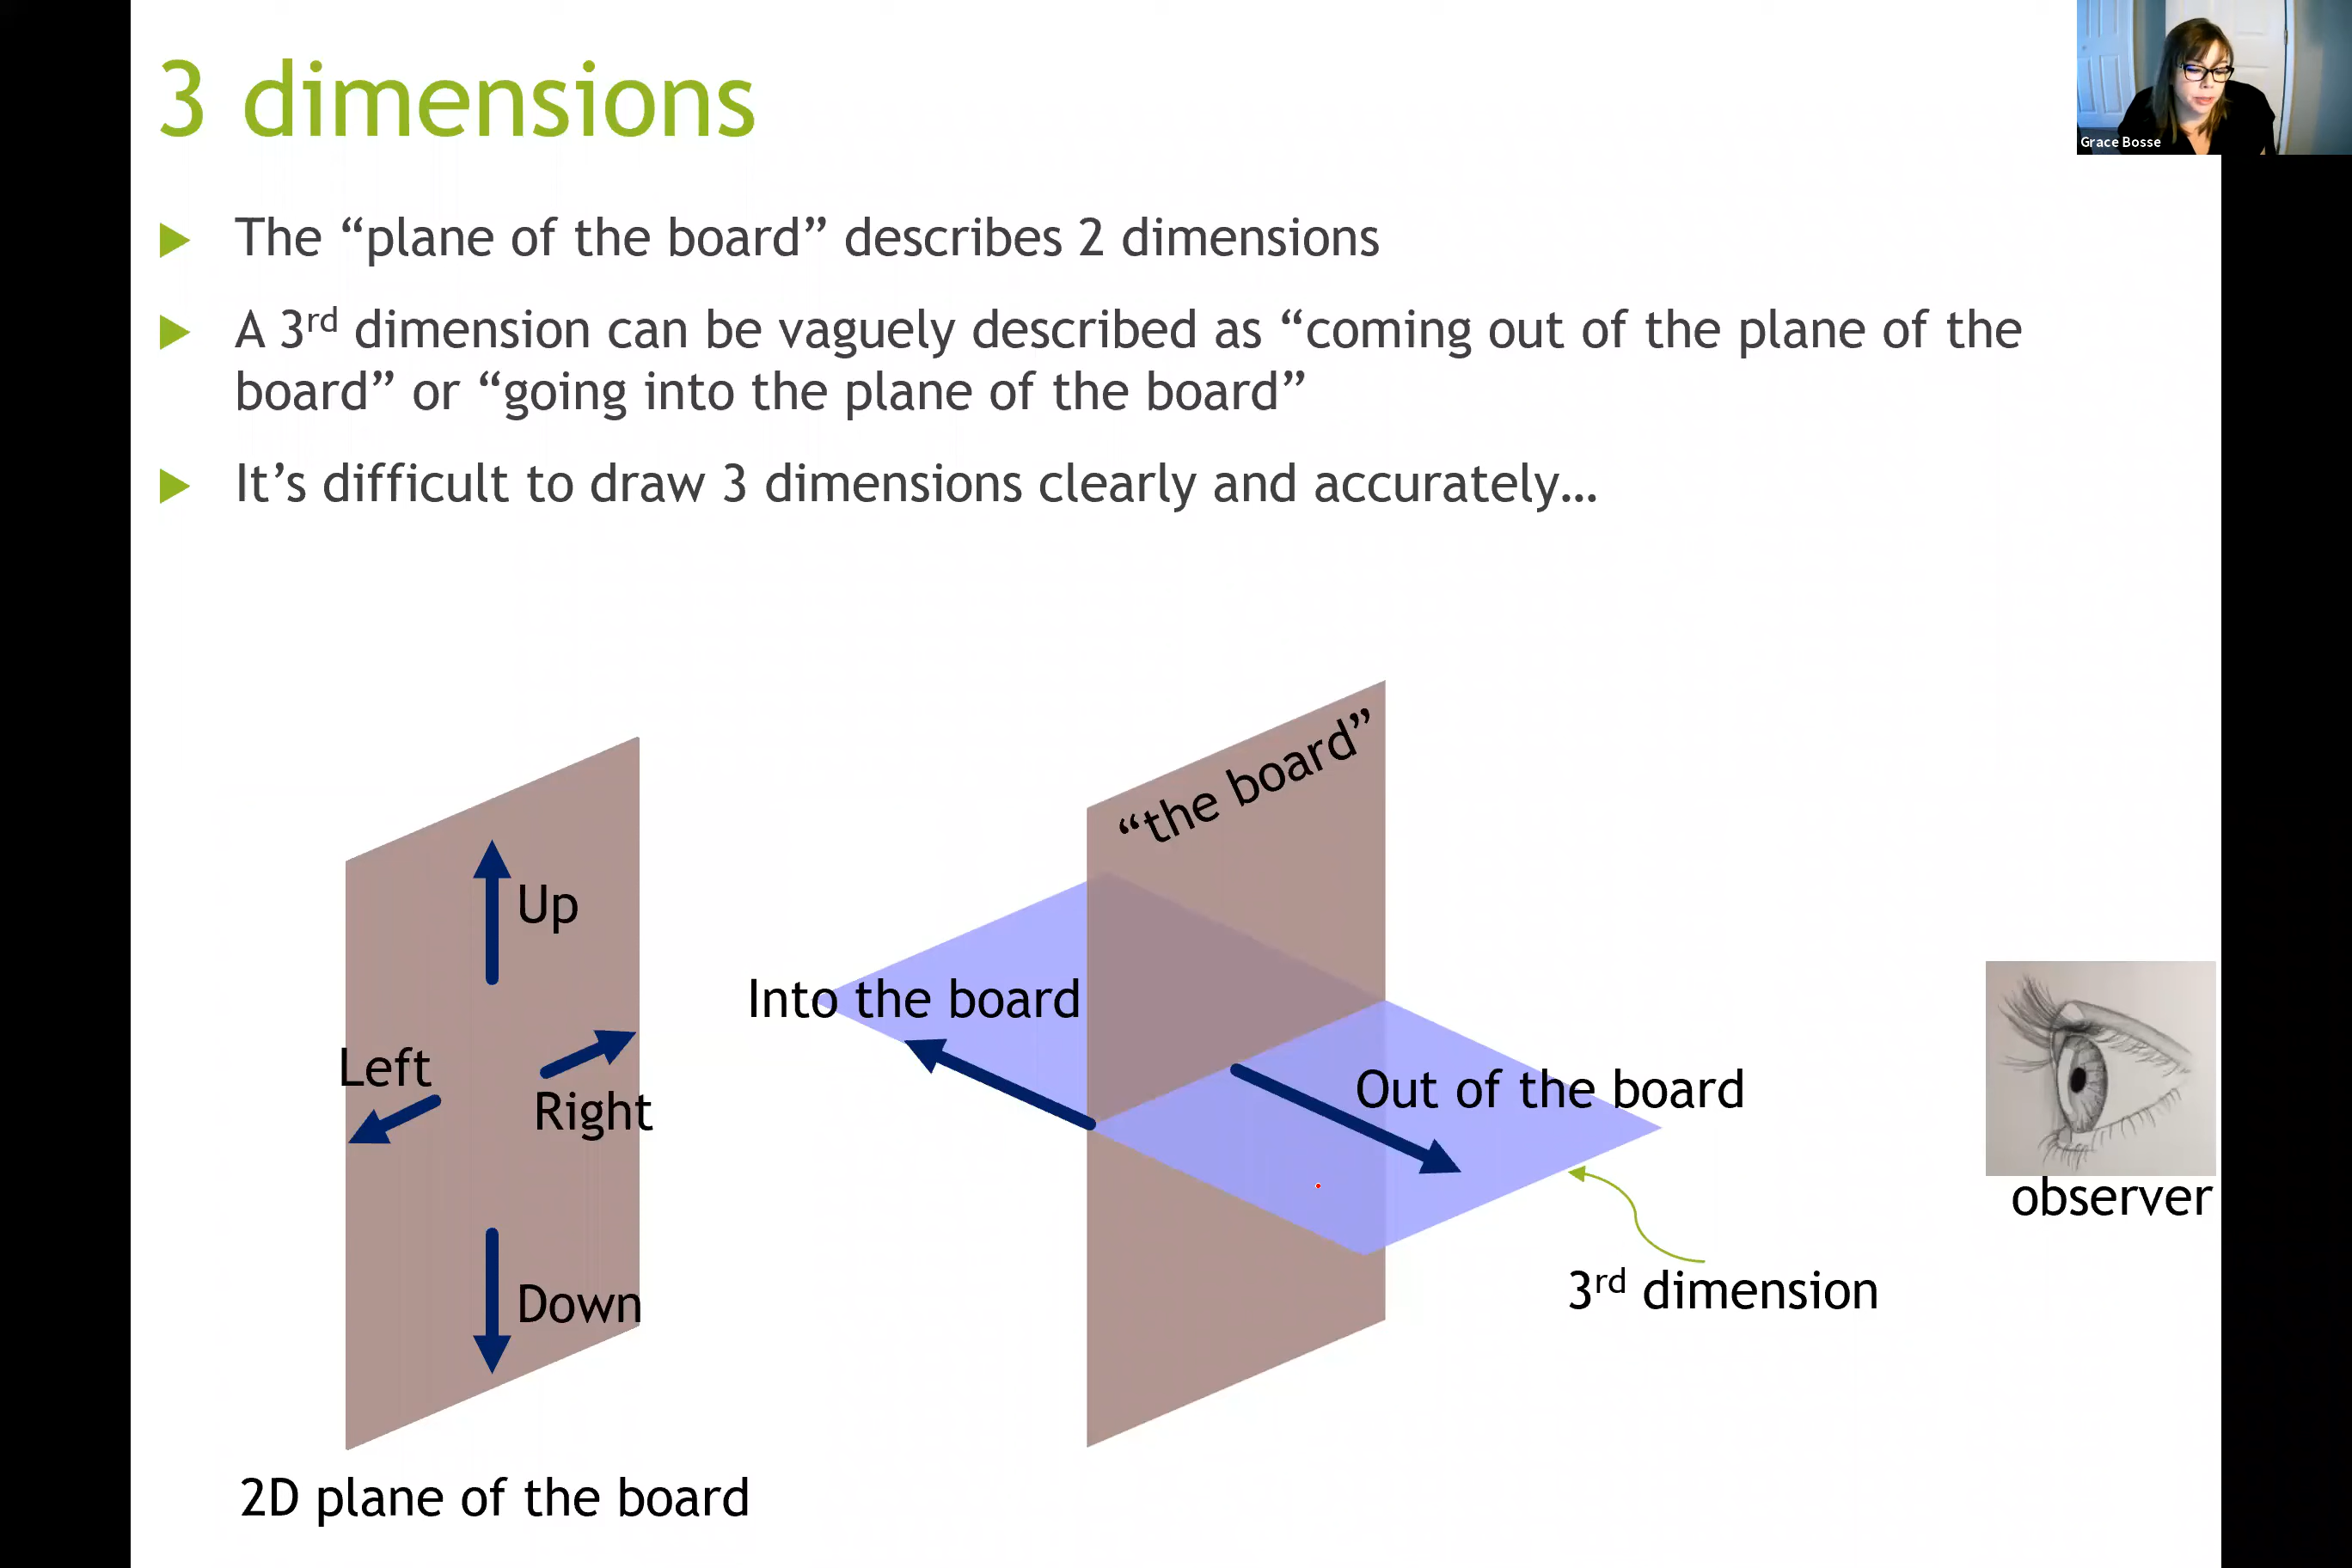 3 dimensions
Grace Bosse
The “plane of the board” describes 2 dimensions
A 3rd dimension can be vaguely described as “coming out of the plane of the
board” or “going into the plane of the board”
It’s difficult to draw 3 dimensions clearly and accurately…
“the board”
Up
Into the board
Left
Right
Out of the board
observer
Down
3rd dimension
2D plane of the board